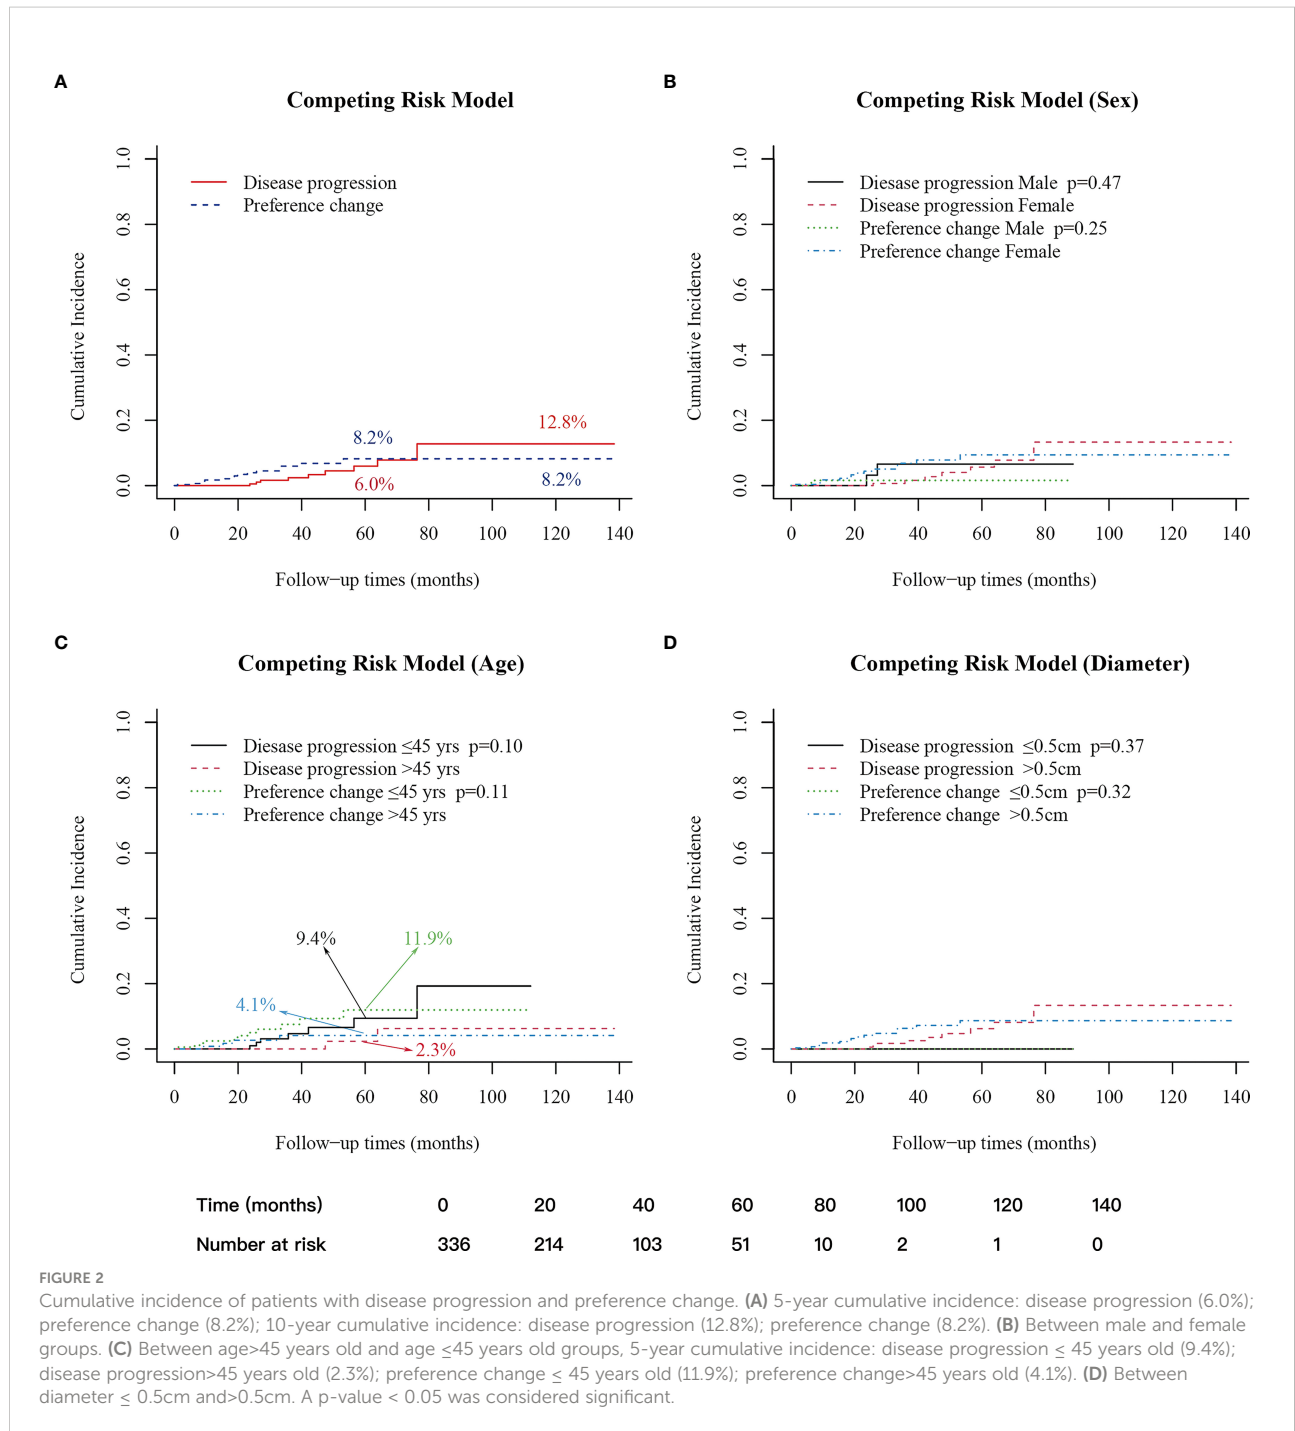 A
Competing Risk Model
1.0
0.8
0.6
0.4
0.2
0.0
Cumulative Incidence
Disease progression
Preference change
8.2%
12.8%
6.0%
8.2%
0 20 40 60 80 100 120 140
Follow−up times (months)
B
Competing Risk Model (Sex)
1.0
0.8
0.6
0.4
0.2
0.0
Cumulative Incidence
Diesase progression Male p=0.47
Disease progression Female
Preference change Male p=0.25
Preference change Female
0 20 40 60 80 100 120 140
Follow−up times (months)
C
Competing Risk Model (Age)
1.0
0.8
0.6
0.4
0.2
0.0
Cumulative Incidence
Diesase progression ≤45 yrs p=0.10
Disease progression >45 yrs
Preference change ≤45 yrs p=0.11
Preference change >45 yrs
9.4%
11.9%
4.1%
2.3%
0 20 40 60 80 100 120 140
Follow−up times (months)
D
Competing Risk Model (Diameter)
1.0
0.8
0.6
0.4
0.2
0.0
Cumulative Incidence
Disease progression ≤0.5cm p=0.37
Disease progression >0.5cm
Preference change ≤0.5cm p=0.32
Preference change >0.5cm
0 20 40 60 80 100 120 140
Follow−up times (months)
Time (months) 0 20 40 60 80 100 120 140
Number at risk 336 214 103 51 10 2 1 0
FIGURE 2
Cumulative incidence of patients with disease progression and preference change. (A) 5-year cumulative incidence: disease progression (6.0%);
preference change (8.2%); 10-year cumulative incidence: disease progression (12.8%); preference change (8.2%). (B) Between male and female
groups. (C) Between age>45 years old and age ≤45 years old groups, 5-year cumulative incidence: disease progression ≤ 45 years old (9.4%);
disease progression>45 years old (2.3%); preference change ≤ 45 years old (11.9%); preference change>45 years old (4.1%). (D) Between
diameter ≤ 0.5cm and>0.5cm. A p-value < 0.05 was considered significant.